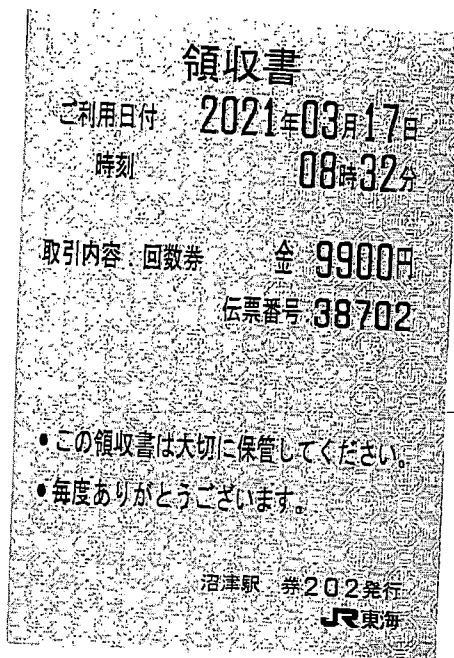 領収書
ご利用日付 2021年03月17日
時刻 08時32分
取引内容：回数券 金 9900円
伝票番号 38702
• この領収書は大切に保管してください。
• 毎度ありがとうございます。
沼津駅 券202発行
JR東海